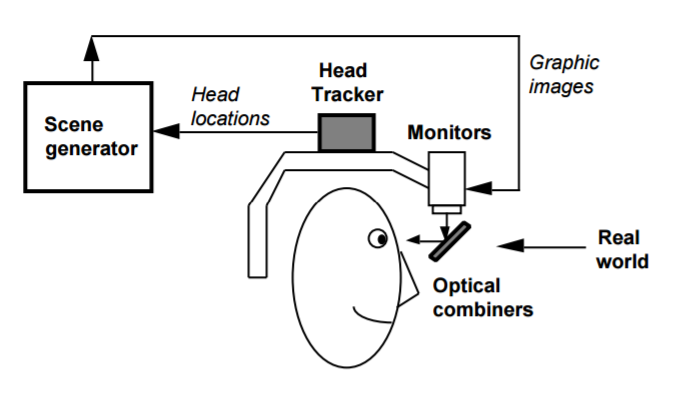 Graphic
images
Head
Tracker
Head
locations
Monitors
Scene
generator
Real
world
Optical
combiners